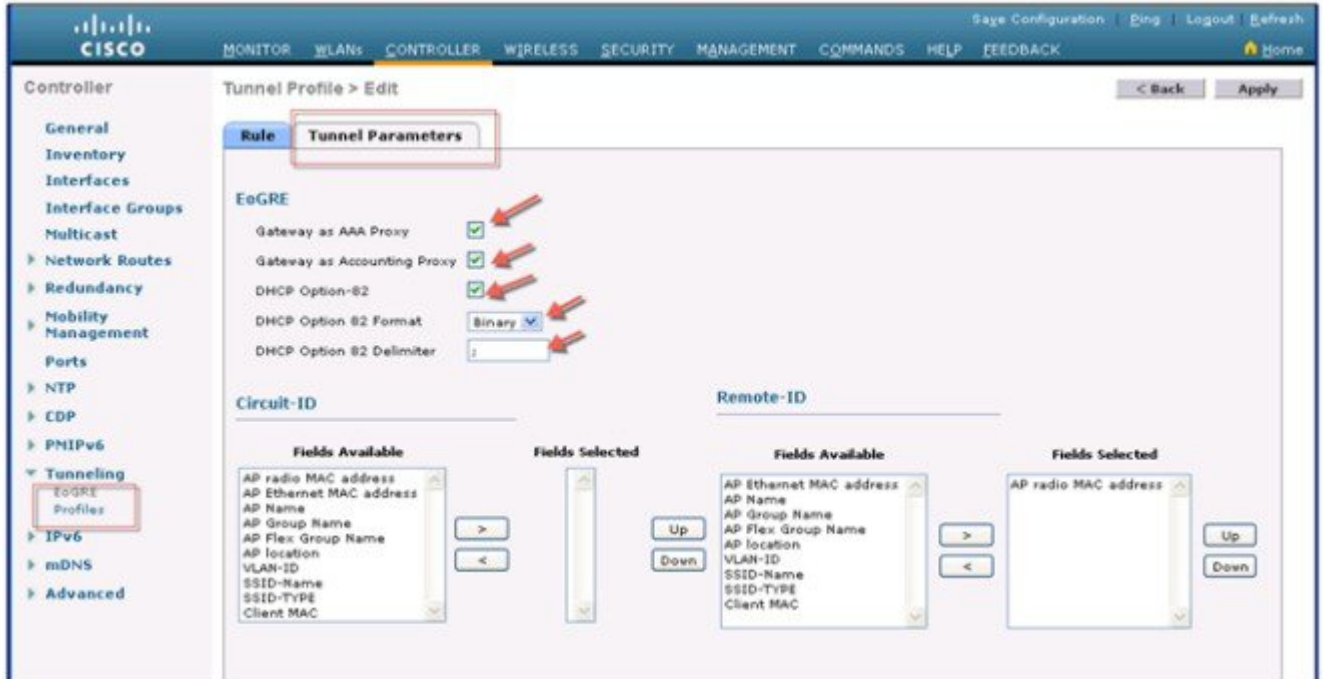 Save Configuration | Ping | Logout | Refresh
CISCO
MONITOR WLANs CONTROLLER WIRELESS SECURITY MANAGEMENT COMMANDS HELP FEEDBACK
Home
Controller
General
Inventory
Interfaces
Interface Groups
Multicast
Network Routes
Redundancy
Mobility
Management
Ports
NTP
CDP
PMIPv6
Tunneling
EoGRE
Profiles
IPv6
mDNS
Advanced
Tunnel Profile > Edit
< Back
Apply
Rule
Tunnel Parameters
EoGRE
Gateway as AAA Proxy
Gateway as Accounting Proxy
DHCP Option-82
DHCP Option 82 Format
Binary
DHCP Option 82 Delimiter
;
Circuit-ID
Fields Available
AP radio MAC address
AP Ethernet MAC address
AP Name
AP Group Name
AP Flex Group Name
AP location
VLAN-ID
SSID-Name
SSID-TYPE
Client MAC
>
<
Fields Selected
Up
Down
Remote-ID
Fields Available
AP Ethernet MAC address
AP Name
AP Group Name
AP Flex Group Name
AP location
VLAN-ID
SSID-Name
SSID-TYPE
Client MAC
>
<
Fields Selected
AP radio MAC address
Up
Down